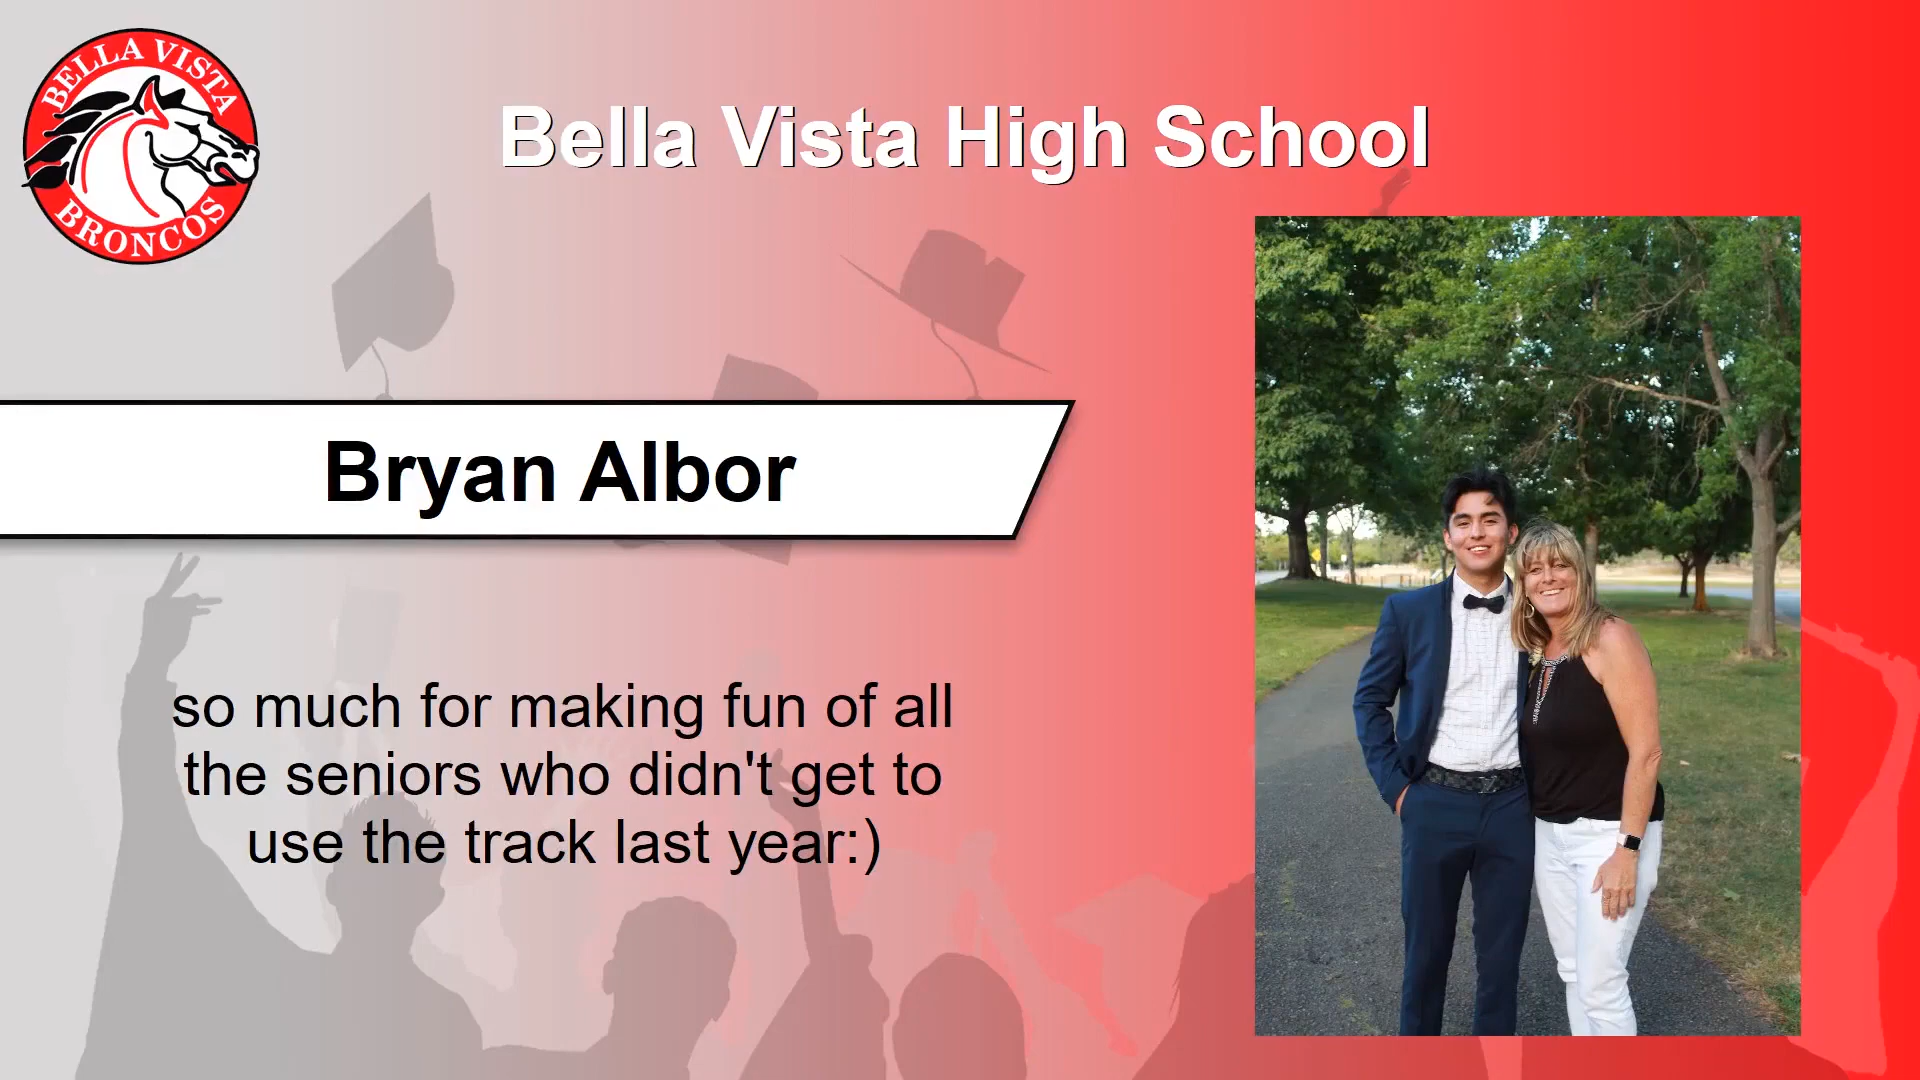 BELLA VISTA
BRONCOS
Bella Vista High School
Bryan Albor
so much for making fun of all
the seniors who didn't get to
use the track last year:)